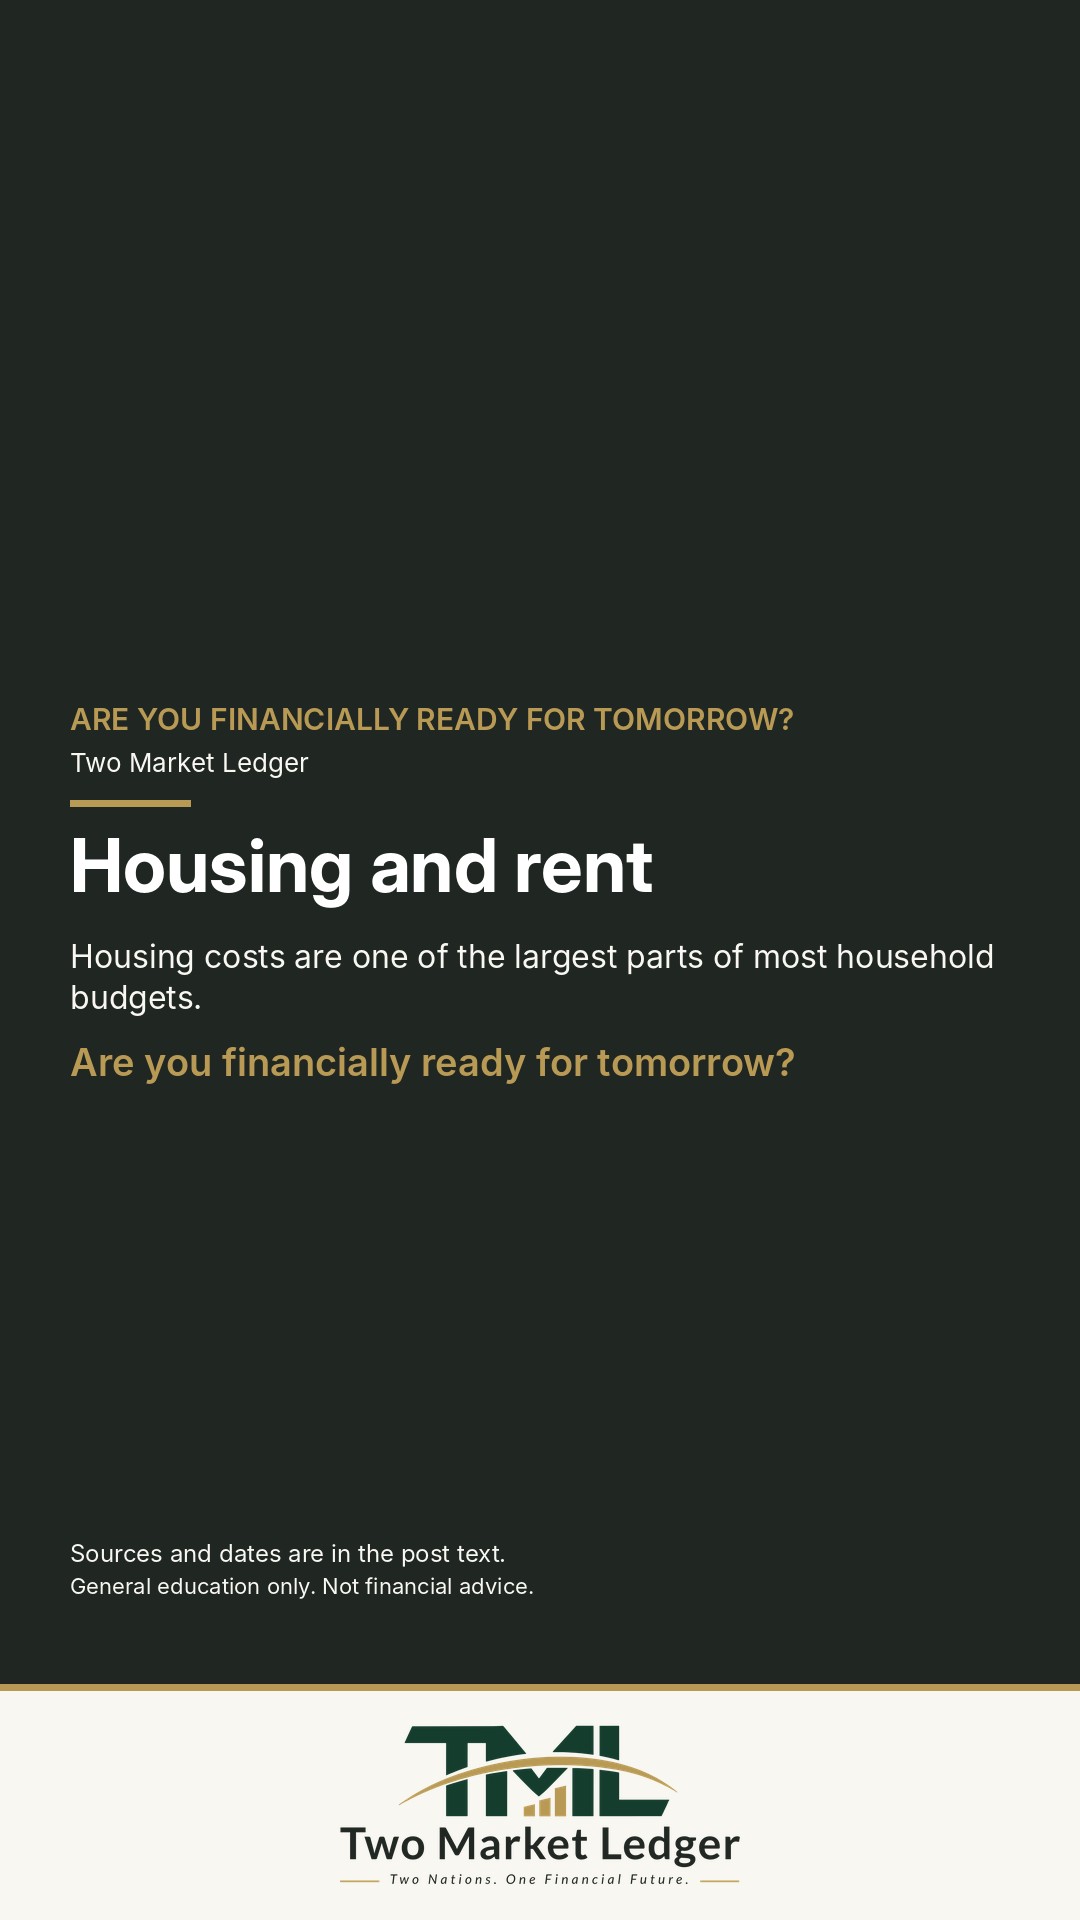 ARE YOU FINANCIALLY READY FOR TOMORROW?
Two Market Ledger
Housing and rent
Housing costs are one of the largest parts of most household
budgets.
Are you financially ready for tomorrow?
Sources and dates are in the post text.
General education only. Not financial advice.
TML
Two Market Ledger
Two Nations. One Financial Future.